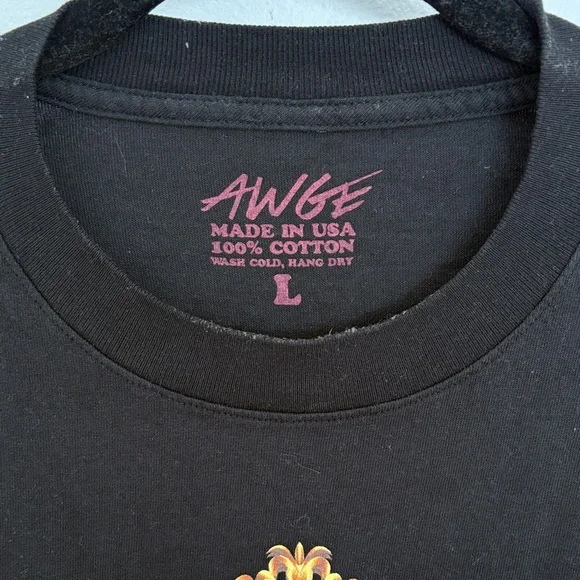 AWGE
MADE IN USA
100% COTTON
WASH COLD, HANG DRY
L